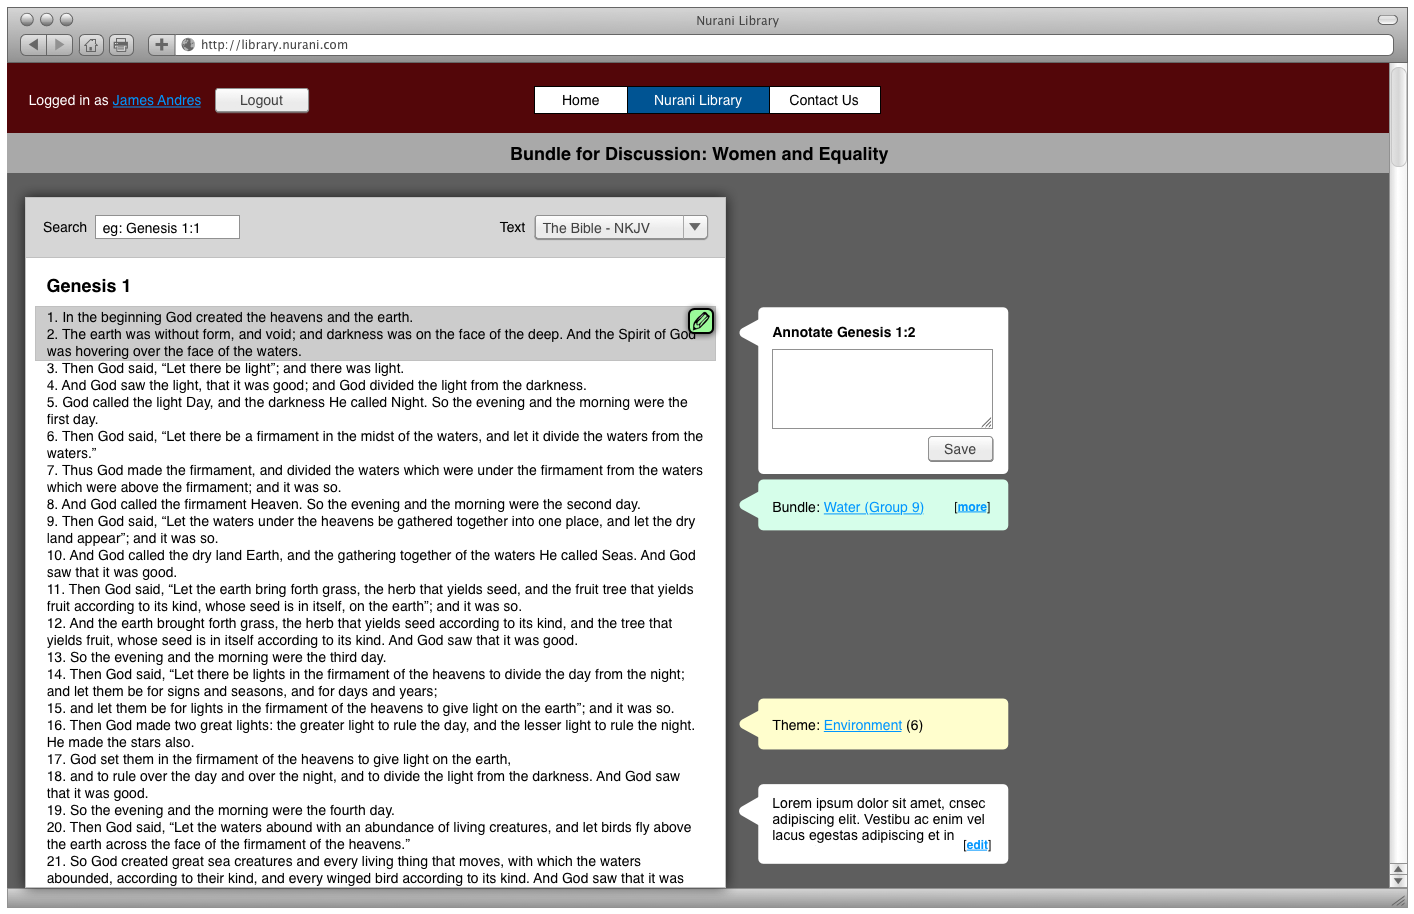 Nurani Library
http://library.nurani.com
Logged in as James Andres
Logout
Home
Nurani Library
Contact Us
Bundle for Discussion: Women and Equality
Search
eg: Genesis 1:1
Text
The Bible - NKJV
Genesis 1
1. In the beginning God created the heavens and the earth.
2. The earth was without form, and void; and darkness was on the face of the deep. And the Spirit of God
was hovering over the face of the waters.
3. Then God said, “Let there be light”; and there was light.
4. And God saw the light, that it was good; and God divided the light from the darkness.
5. God called the light Day, and the darkness He called Night. So the evening and the morning were the
first day.
6. Then God said, “Let there be a firmament in the midst of the waters, and let it divide the waters from the
waters.”
7. Thus God made the firmament, and divided the waters which were under the firmament from the waters
which were above the firmament; and it was so.
8. And God called the firmament Heaven. So the evening and the morning were the second day.
9. Then God said, “Let the waters under the heavens be gathered together into one place, and let the dry
land appear”; and it was so.
10. And God called the dry land Earth, and the gathering together of the waters He called Seas. And God
saw that it was good.
11. Then God said, “Let the earth bring forth grass, the herb that yields seed, and the fruit tree that yields
fruit according to its kind, whose seed is in itself, on the earth”; and it was so.
12. And the earth brought forth grass, the herb that yields seed according to its kind, and the tree that
yields fruit, whose seed is in itself according to its kind. And God saw that it was good.
13. So the evening and the morning were the third day.
14. Then God said, “Let there be lights in the firmament of the heavens to divide the day from the night;
and let them be for signs and seasons, and for days and years;
15. and let them be for lights in the firmament of the heavens to give light on the earth”; and it was so.
16. Then God made two great lights: the greater light to rule the day, and the lesser light to rule the night.
He made the stars also.
17. God set them in the firmament of the heavens to give light on the earth,
18. and to rule over the day and over the night, and to divide the light from the darkness. And God saw
that it was good.
19. So the evening and the morning were the fourth day.
20. Then God said, “Let the waters abound with an abundance of living creatures, and let birds fly above
the earth across the face of the firmament of the heavens.”
21. So God created great sea creatures and every living thing that moves, with which the waters
abounded, according to their kind, and every winged bird according to its kind. And God saw that it was
Annotate Genesis 1:2
Save
Bundle: Water (Group 9) [more]
Theme: Environment (6)
Lorem ipsum dolor sit amet, cnsec
adipiscing elit. Vestibu ac enim vel
lacus egestas adipiscing et in
[edit]